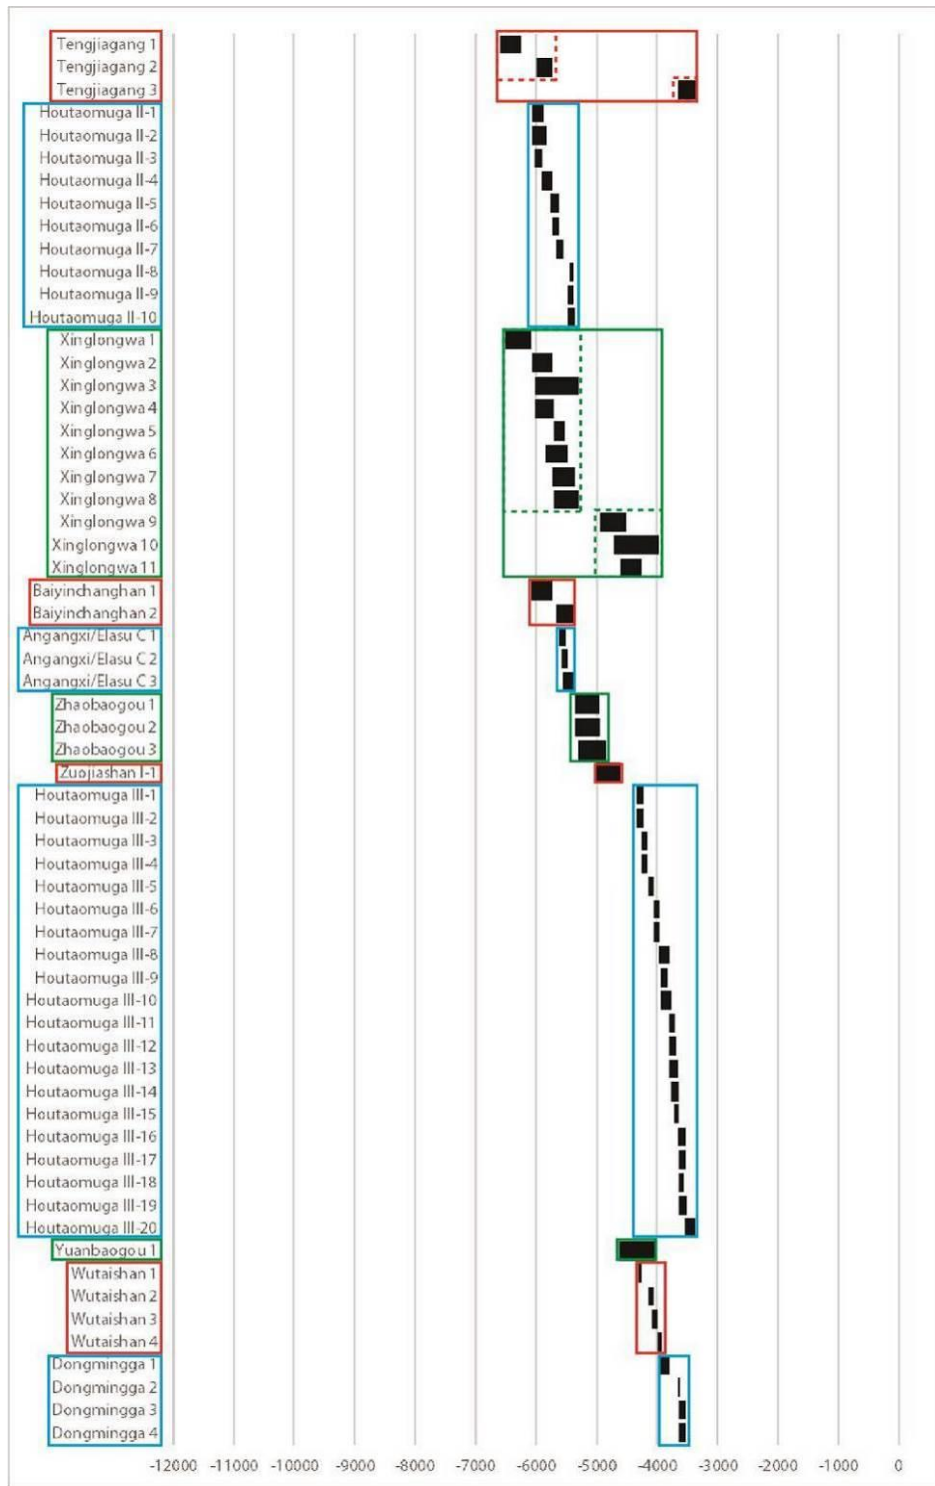 Tengjiagang 1
Tengjiagang 2
Tengjiagang 3
Houtaomuga II-1
Houtaomuga II-2
Houtaomuga II-3
Houtaomuga II-4
Houtaomuga II-5
Houtaomuga II-6
Houtaomuga II-7
Houtaomuga II-8
Houtaomuga II-9
Houtaomuga II-10
Xinglongwa 1
Xinglongwa 2
Xinglongwa 3
Xinglongwa 4
Xinglongwa 5
Xinglongwa 6
Xinglongwa 7
Xinglongwa 8
Xinglongwa 9
Xinglongwa 10
Xinglongwa 11
Baiyinchanghan 1
Baiyinchanghan 2
Angangxi/Elasu C 1
Angangxi/Elasu C 2
Angangxi/Elasu C 3
Zhaobaogou 1
Zhaobaogou 2
Zhaobaogou 3
Zuojiashan I-1
Houtaomuga III-1
Houtaomuga III-2
Houtaomuga III-3
Houtaomuga III-4
Houtaomuga III-5
Houtaomuga III-6
Houtaomuga III-7
Houtaomuga III-8
Houtaomuga III-9
Houtaomuga III-10
Houtaomuga III-11
Houtaomuga III-12
Houtaomuga III-13
Houtaomuga III-14
Houtaomuga III-15
Houtaomuga III-16
Houtaomuga III-17
Houtaomuga III-18
Houtaomuga III-19
Houtaomuga III-20
Yuanbaogou 1
Wutaishan 1
Wutaishan 2
Wutaishan 3
Wutaishan 4
Dongmingga 1
Dongmingga 2
Dongmingga 3
Dongmingga 4
-12000 -11000 -10000 -9000 -8000 -7000 -6000 -5000 -4000 -3000 -2000 -1000 0